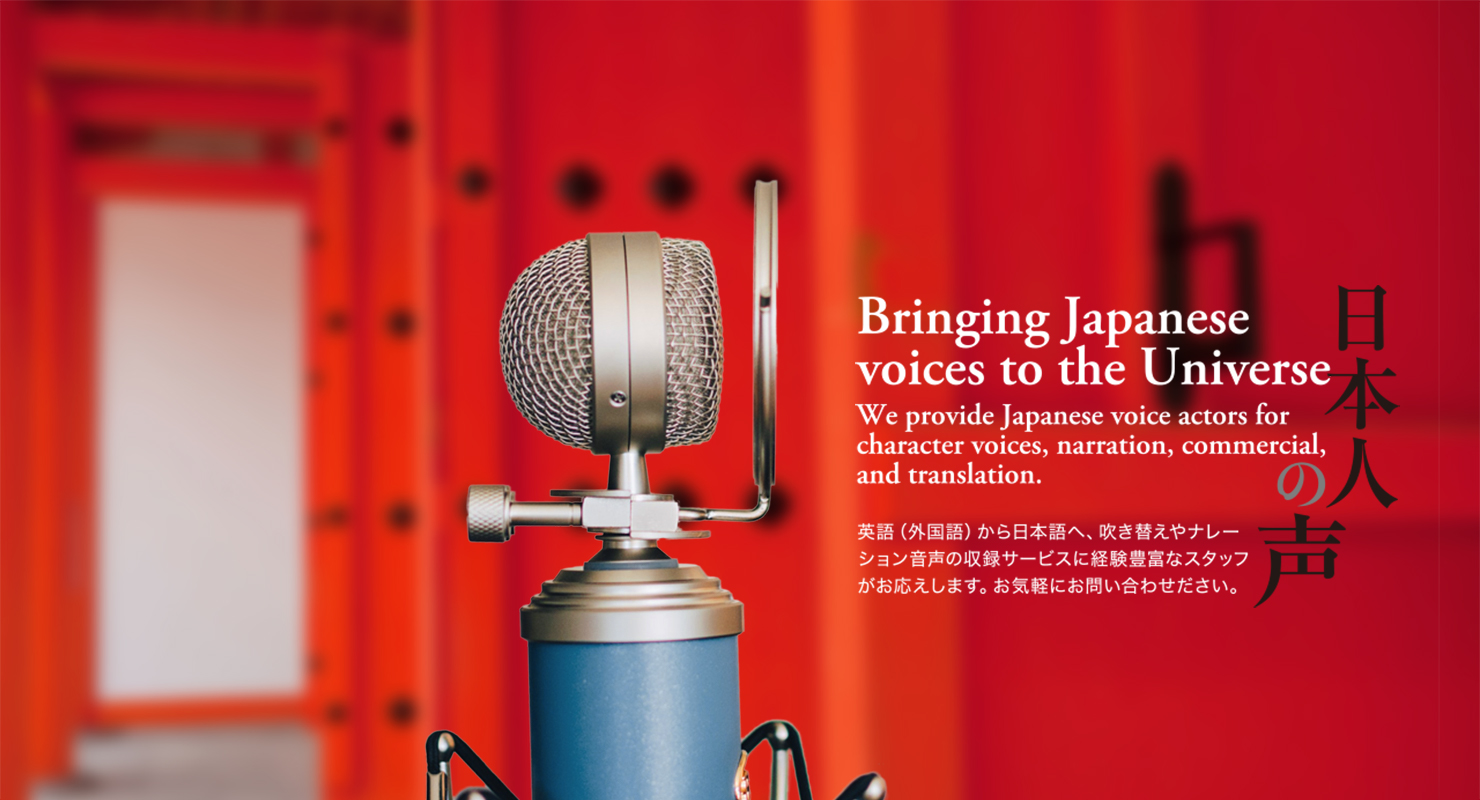 Bringing Japanese
voices to the Universe
We provide Japanese voice actors for
character voices, narration, commercial,
and translation.
英語（外国語）から日本語へ、吹き替えやナレー
ション音声の収録サービスに経験豊富なスタッフ
がお応えします。お気軽にお問い合わせださい。
日本人
の声